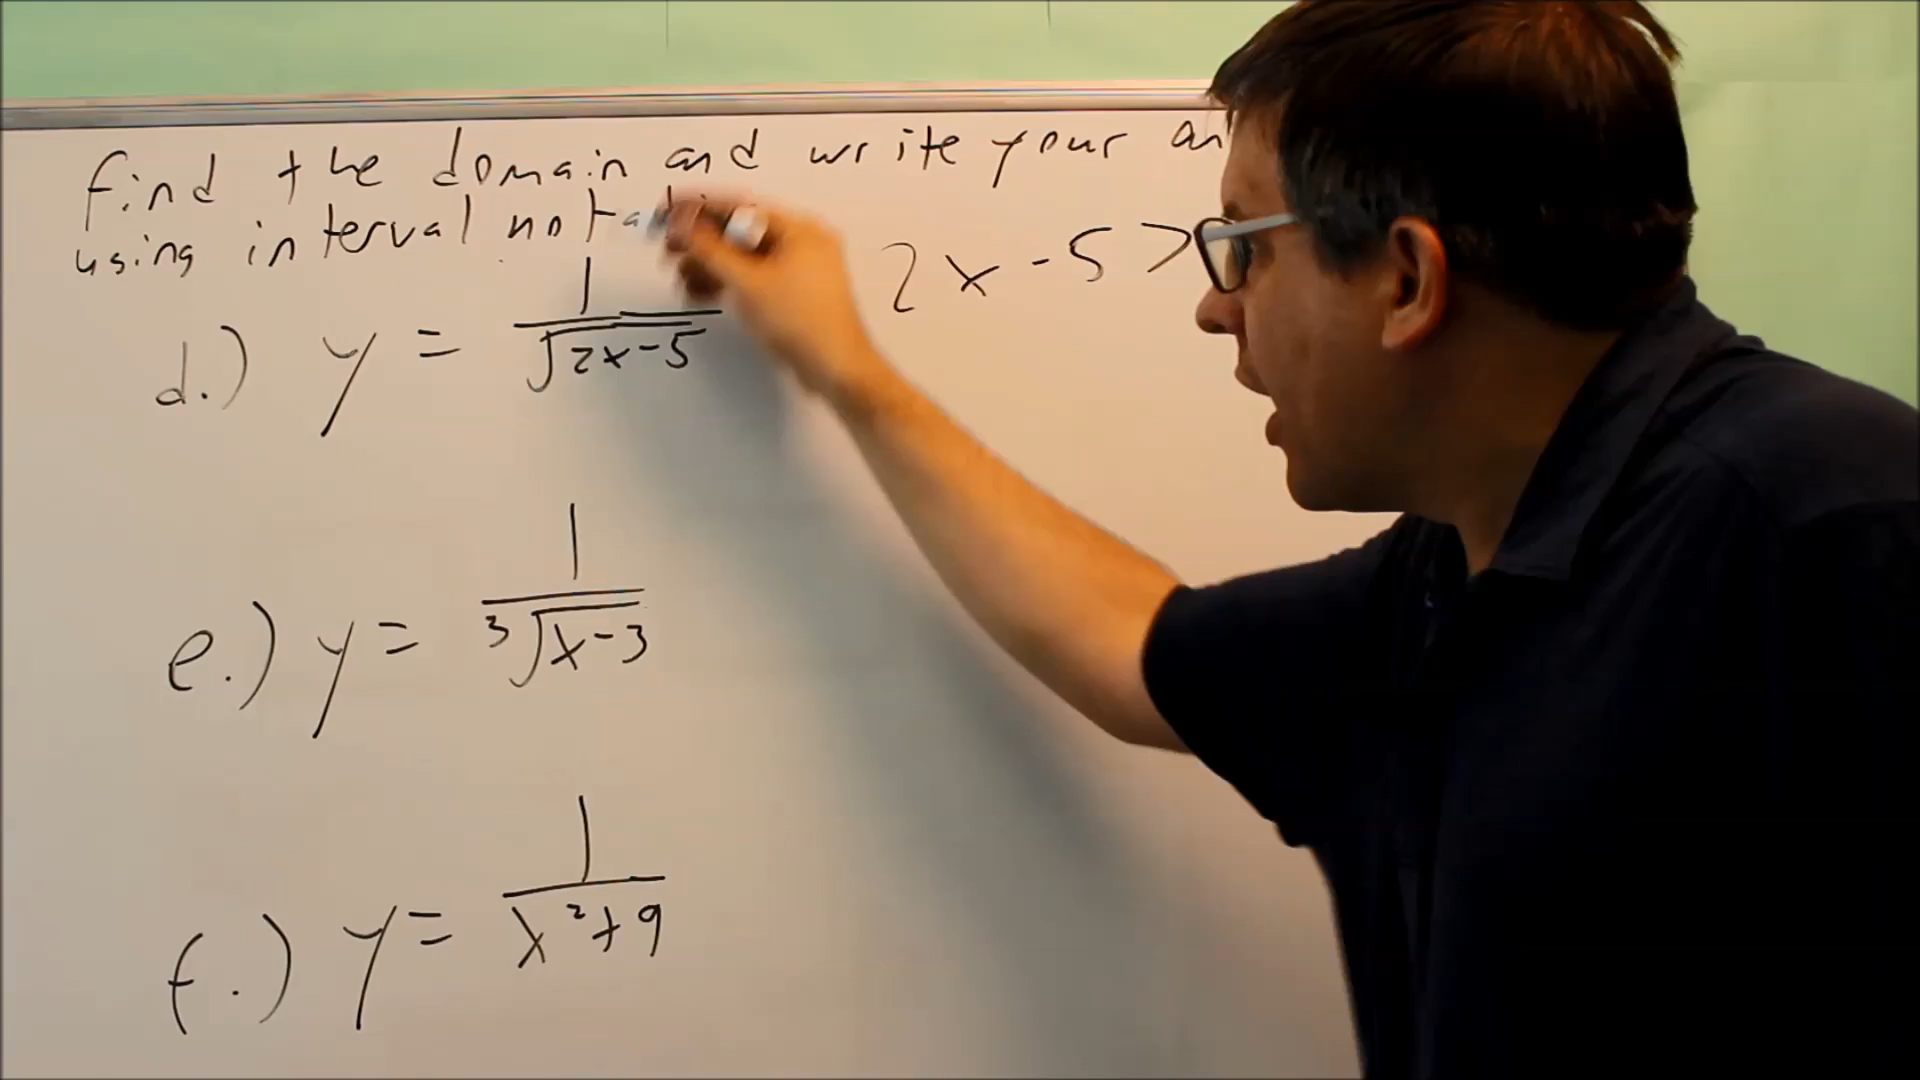 find the domain and write your an
using interval notati
2x-5>
d.) y = 1/√(2x-5)
e.) y = 1/∛(x-3)
f.) y = 1/(x²+9)